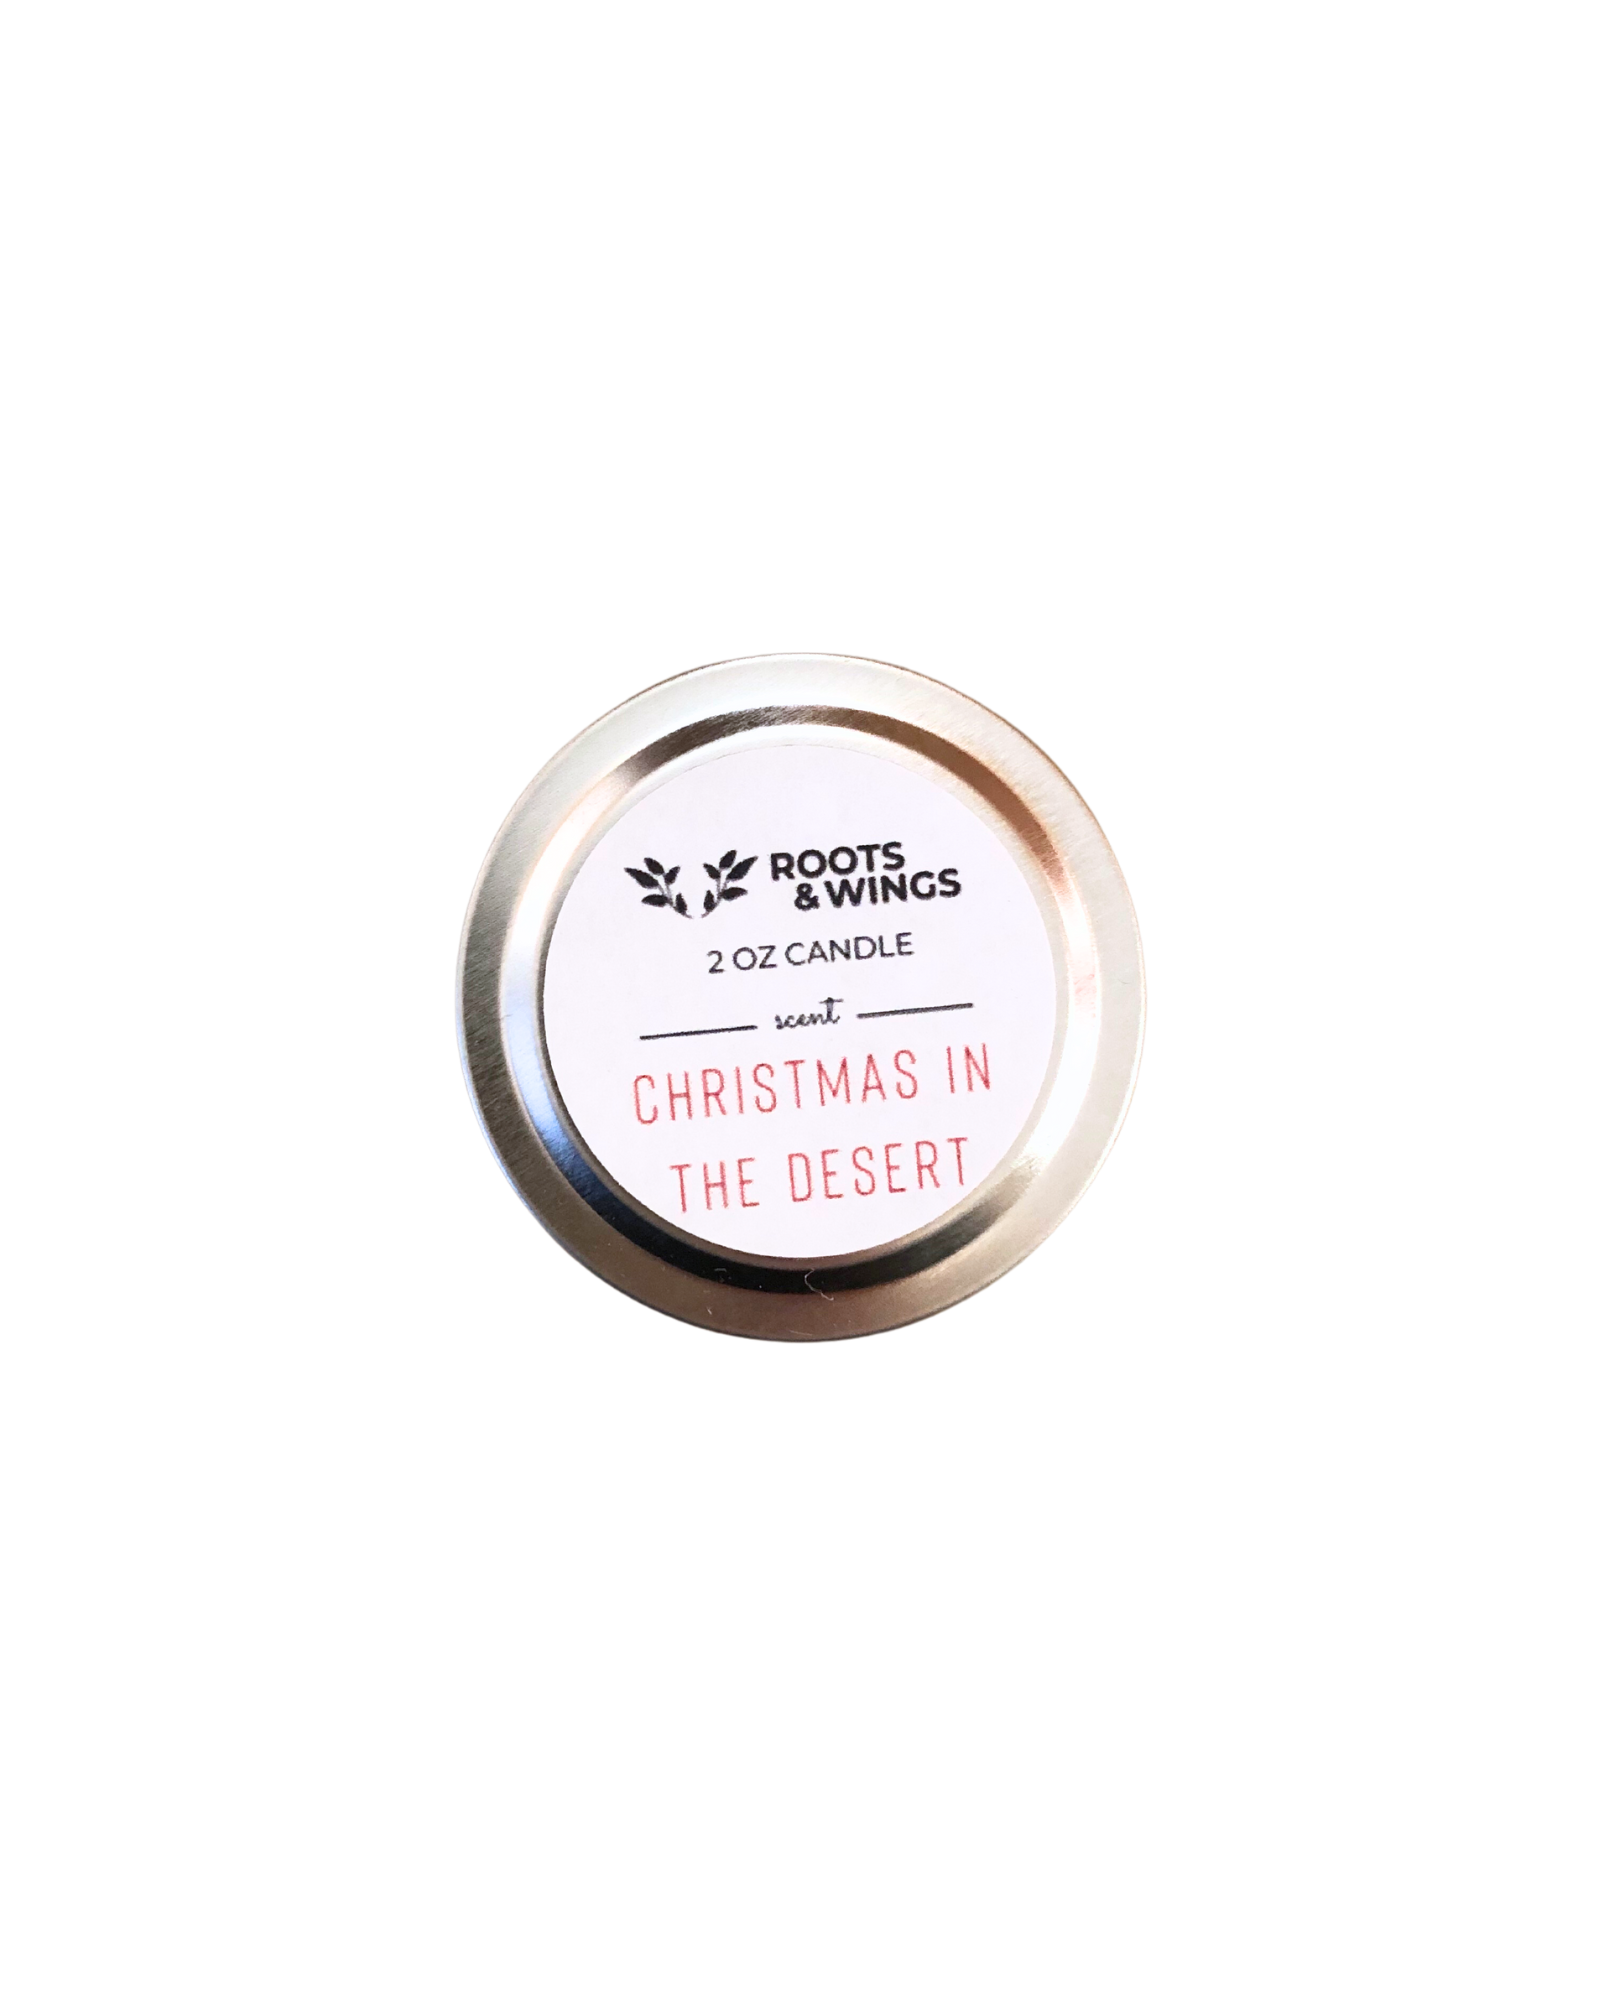 ROOTS
& WINGS
2 OZ CANDLE
scent
CHRISTMAS IN
THE DESERT